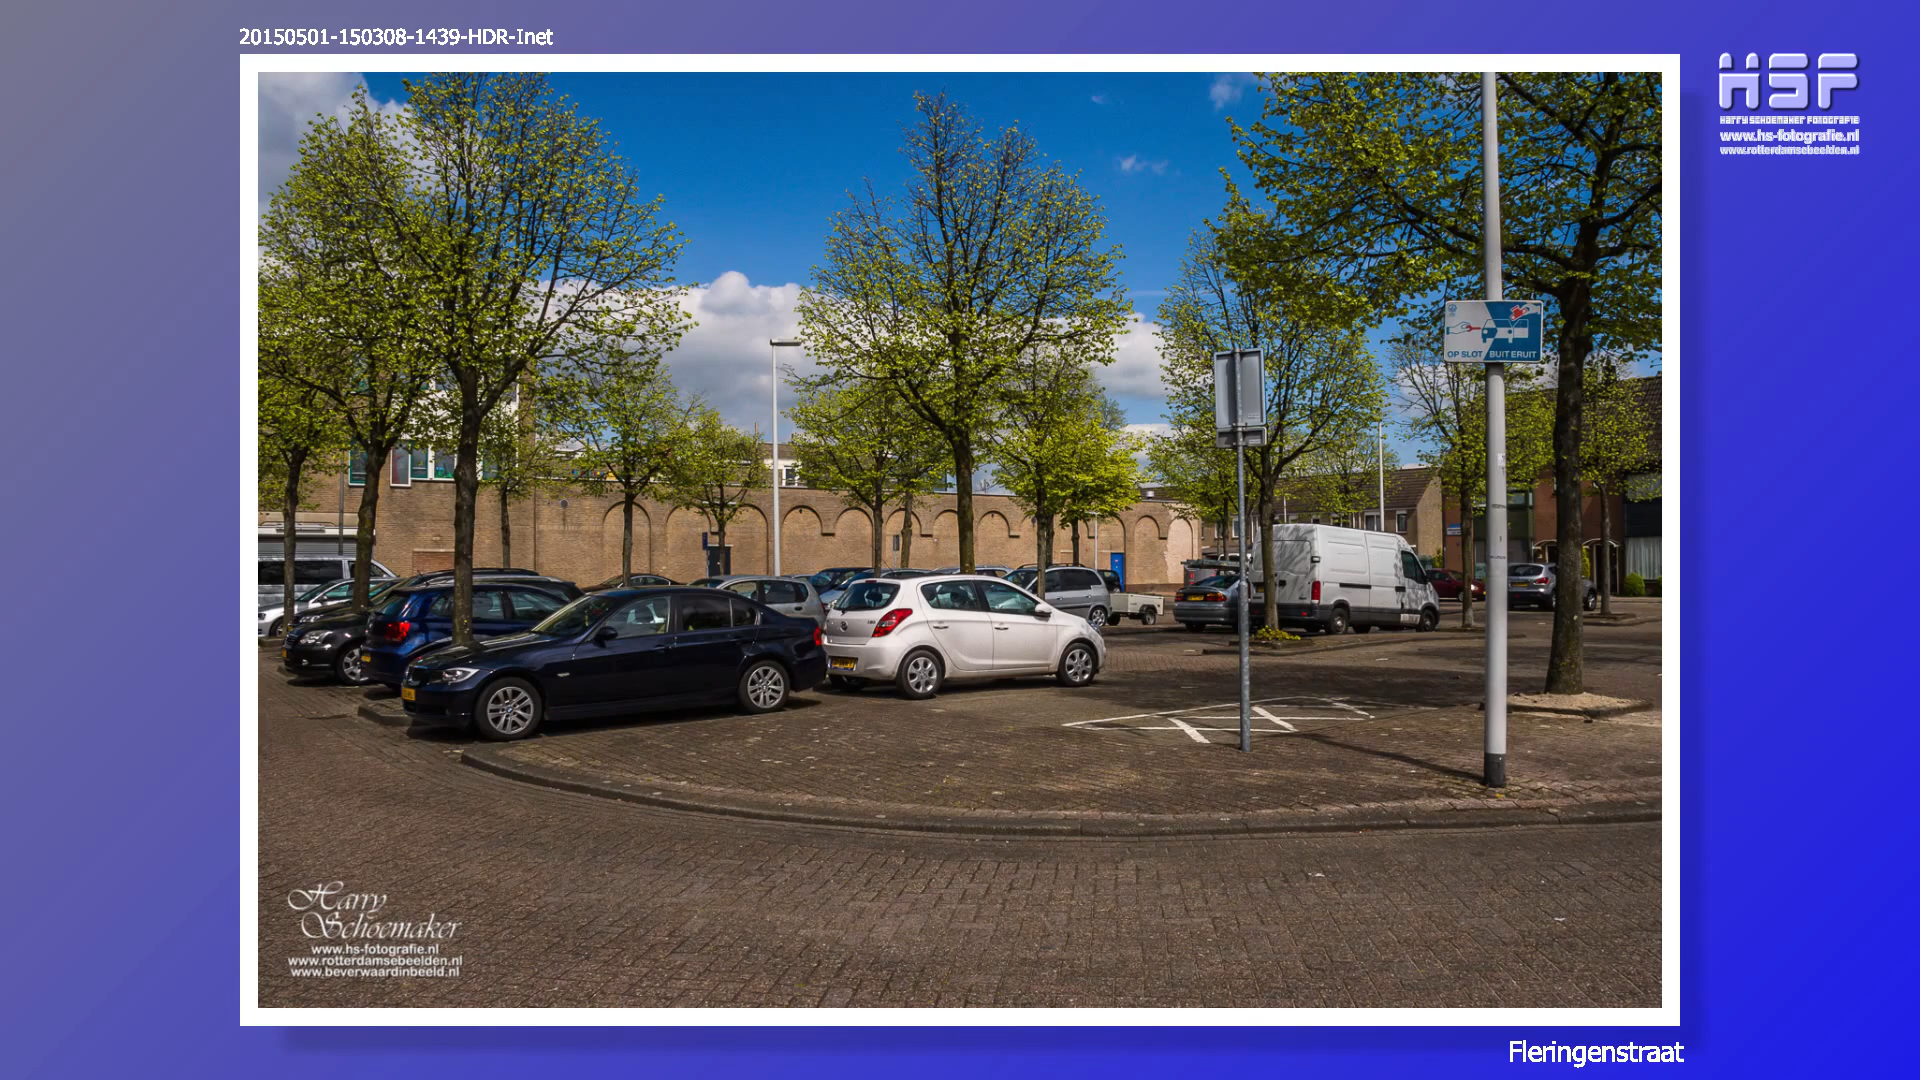 20150501-150308-1439-HDR-Inet
HSF
HARRY SCHOEMAKER FOTOGRAFIE
www.hs-fotografie.nl
www.rotterdamsebeelden.nl
OP SLOT BUIT ERUIT
Harry
Schoemaker
www.hs-fotografie.nl
www.rotterdamsebeelden.nl
www.beverwaardinbeeld.nl
Fleringenstraat